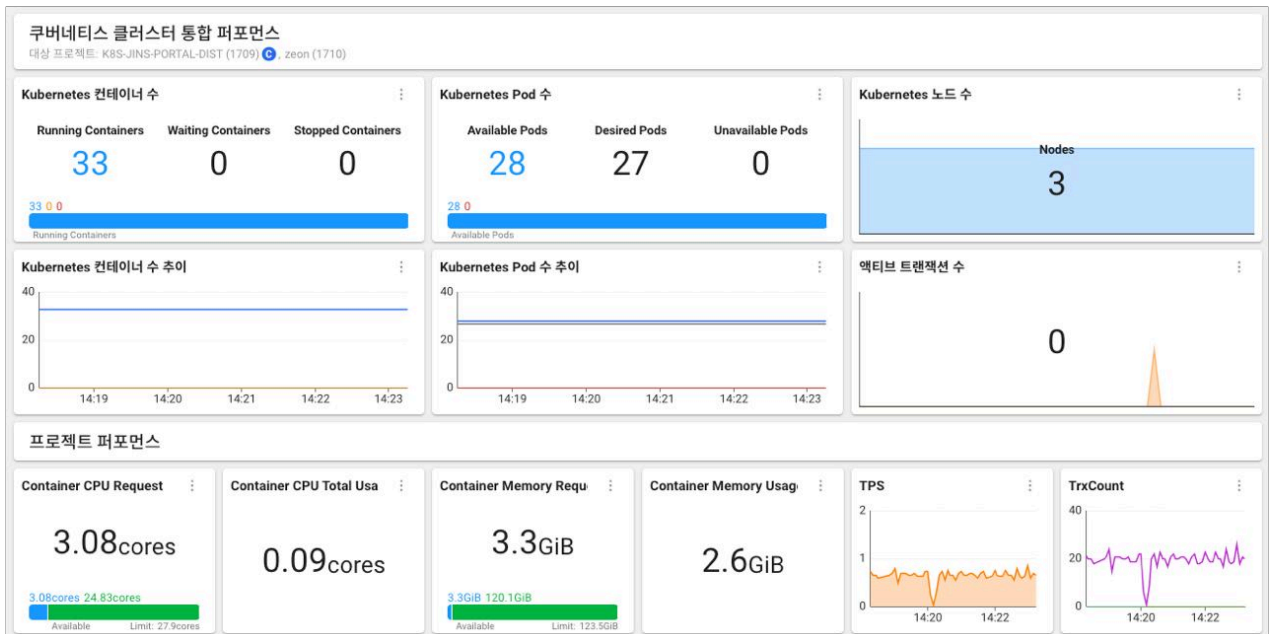 쿠버네티스 클러스터 통합 퍼포먼스
대상 프로젝트: K8S-JINS-PORTAL-DIST (1709) C , zeon (1710)
Kubernetes 컨테이너 수
Running Containers Waiting Containers Stopped Containers
33 0 0
33 0 0
Running Containers
Kubernetes Pod 수
Available Pods Desired Pods Unavailable Pods
28 27 0
28 0
Available Pods
Kubernetes 노드 수
Nodes
3
Kubernetes 컨테이너 수 추이
40
20
0
14:19 14:20 14:21 14:22 14:23
Kubernetes Pod 수 추이
40
20
0
14:19 14:20 14:21 14:22 14:23
액티브 트랜잭션 수
0
프로젝트 퍼포먼스
Container CPU Request
3.08cores
3.08cores 24.83cores
Available Limit: 27.9cores
Container CPU Total Usa
0.09cores
Container Memory Requ
3.3GiB
3.3GiB 120.1GiB
Available Limit: 123.5GiB
Container Memory Usag
2.6GiB
TPS
2
1
0
14:20 14:22
TrxCount
40
20
0
14:20 14:22